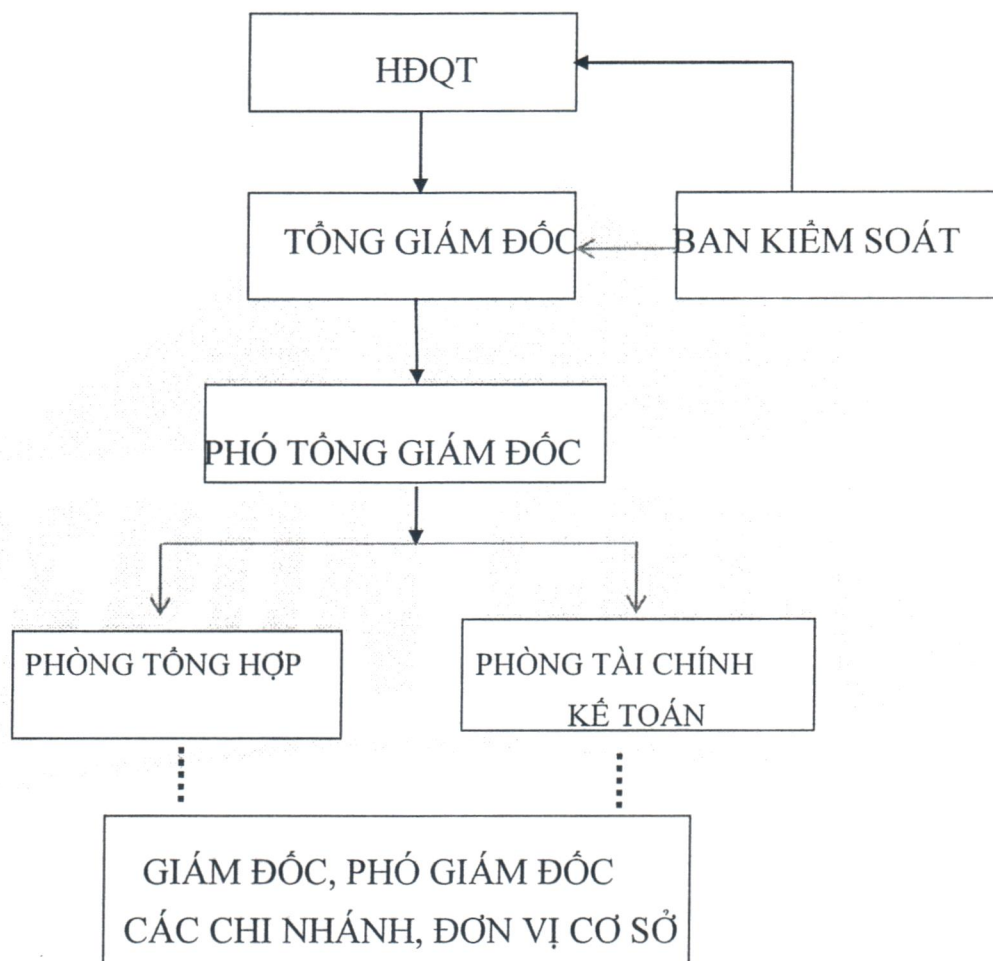 HĐQT
TỔNG GIÁM ĐỐC
BAN KIỂM SOÁT
PHÓ TỔNG GIÁM ĐỐC
PHÒNG TỔNG HỢP
PHÒNG TÀI CHÍNH
KẾ TOÁN
GIÁM ĐỐC, PHÓ GIÁM ĐỐC
CÁC CHI NHÁNH, ĐƠN VỊ CƠ SỞ